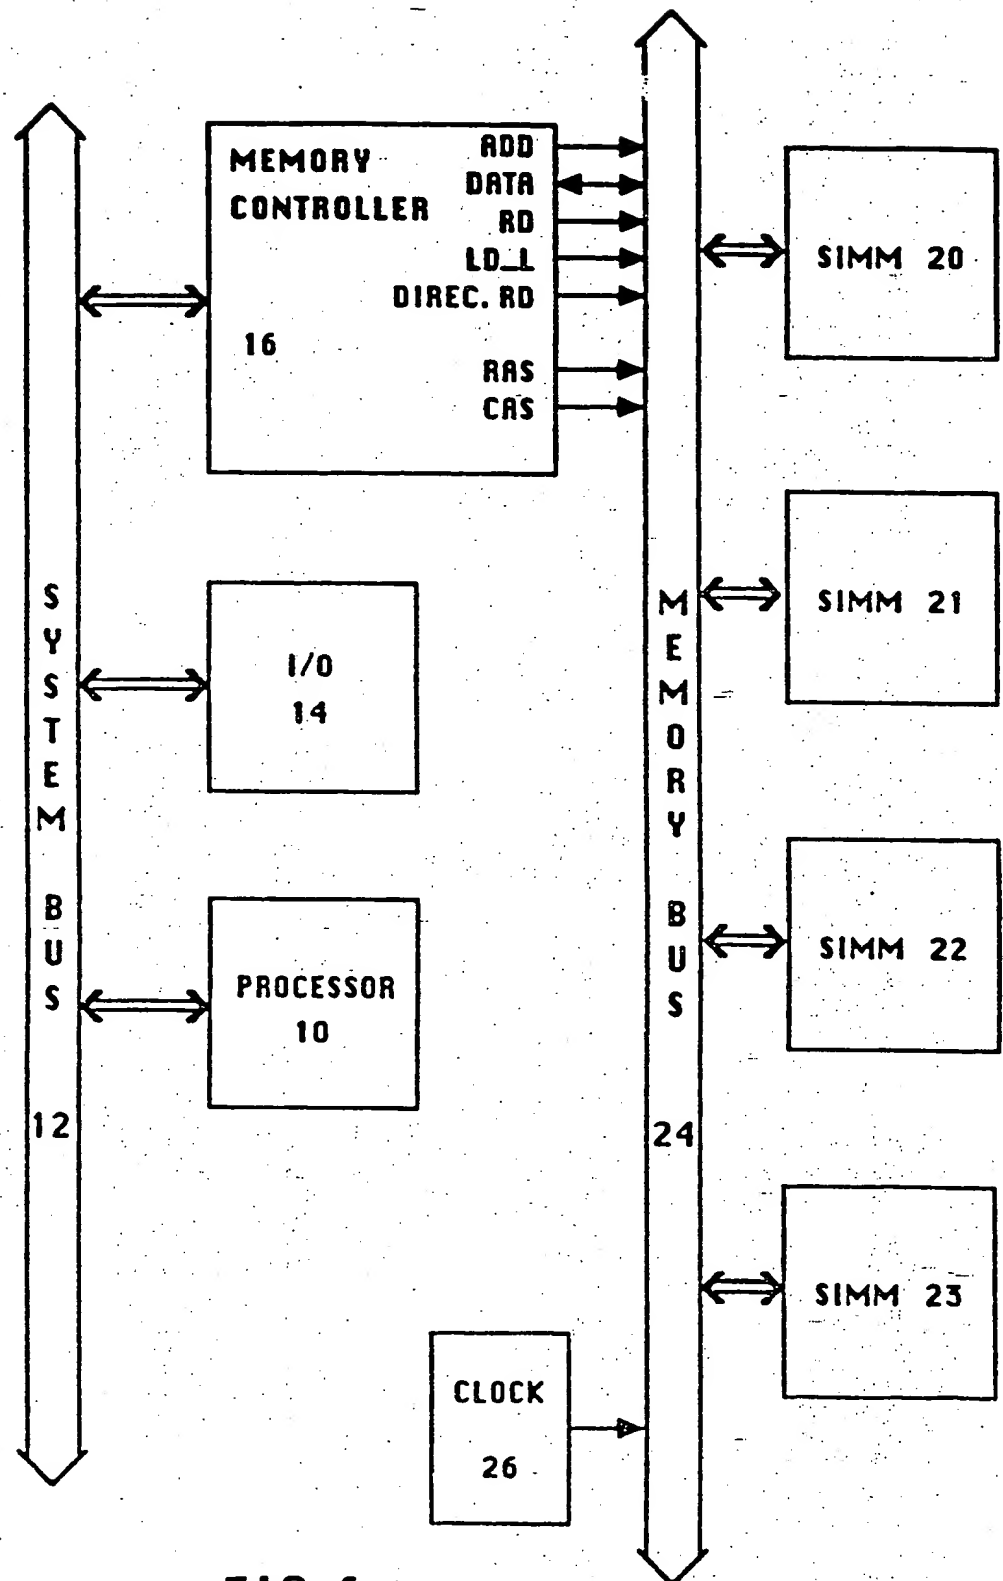 MEMORY
CONTROLLER
16
ADD
DATA
RD
LD_L
DIREC. RD
RAS
CAS
SIMM 20
SIMM 21
SIMM 22
SIMM 23
I/O
14
PROCESSOR
10
CLOCK
26
SYSTEM BUS
12
MEMORY BUS
24